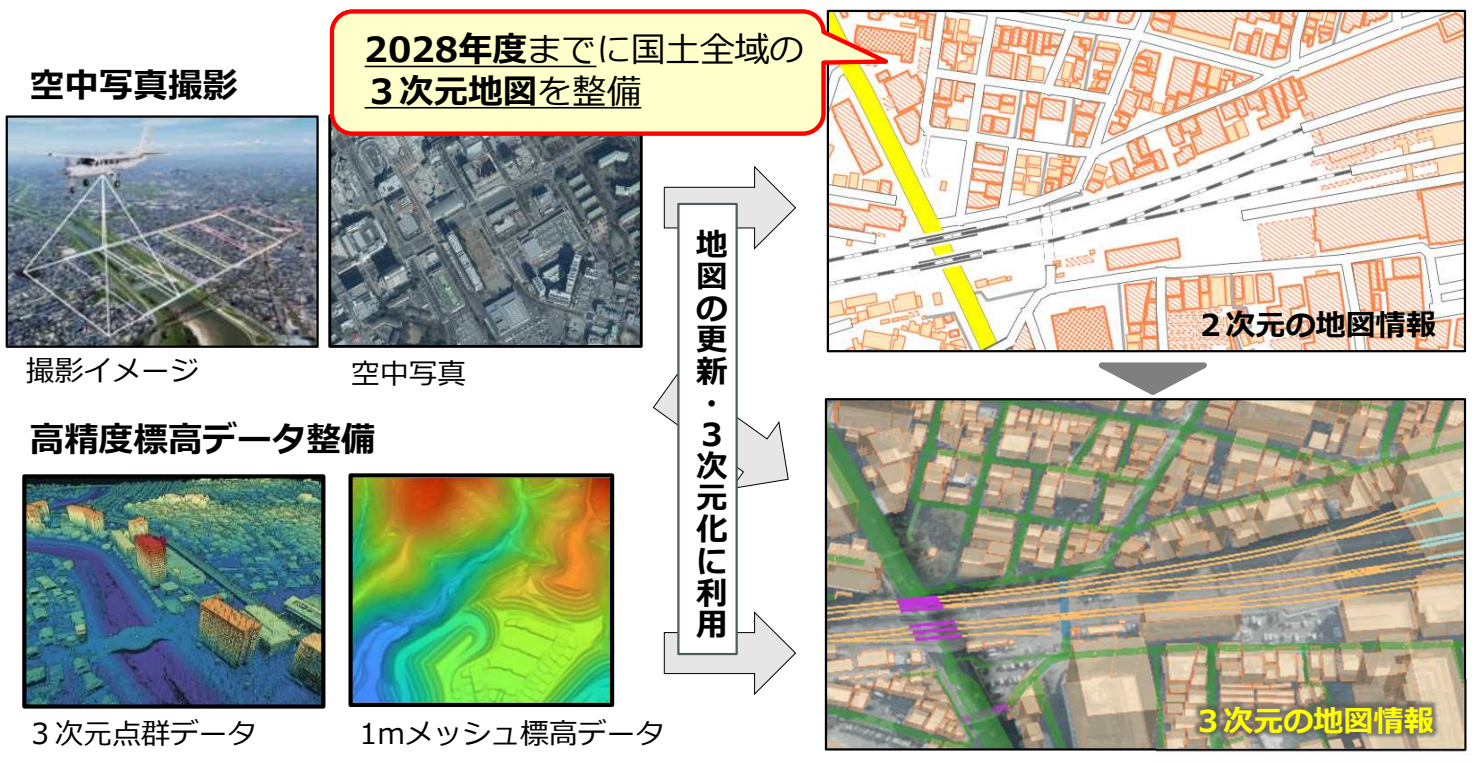 2028年度までに国土全域の
３次元地図を整備
空中写真撮影
撮影イメージ
空中写真
高精度標高データ整備
３次元点群データ
1mメッシュ標高データ
地図の更新・３次元化に利用
２次元の地図情報
３次元の地図情報